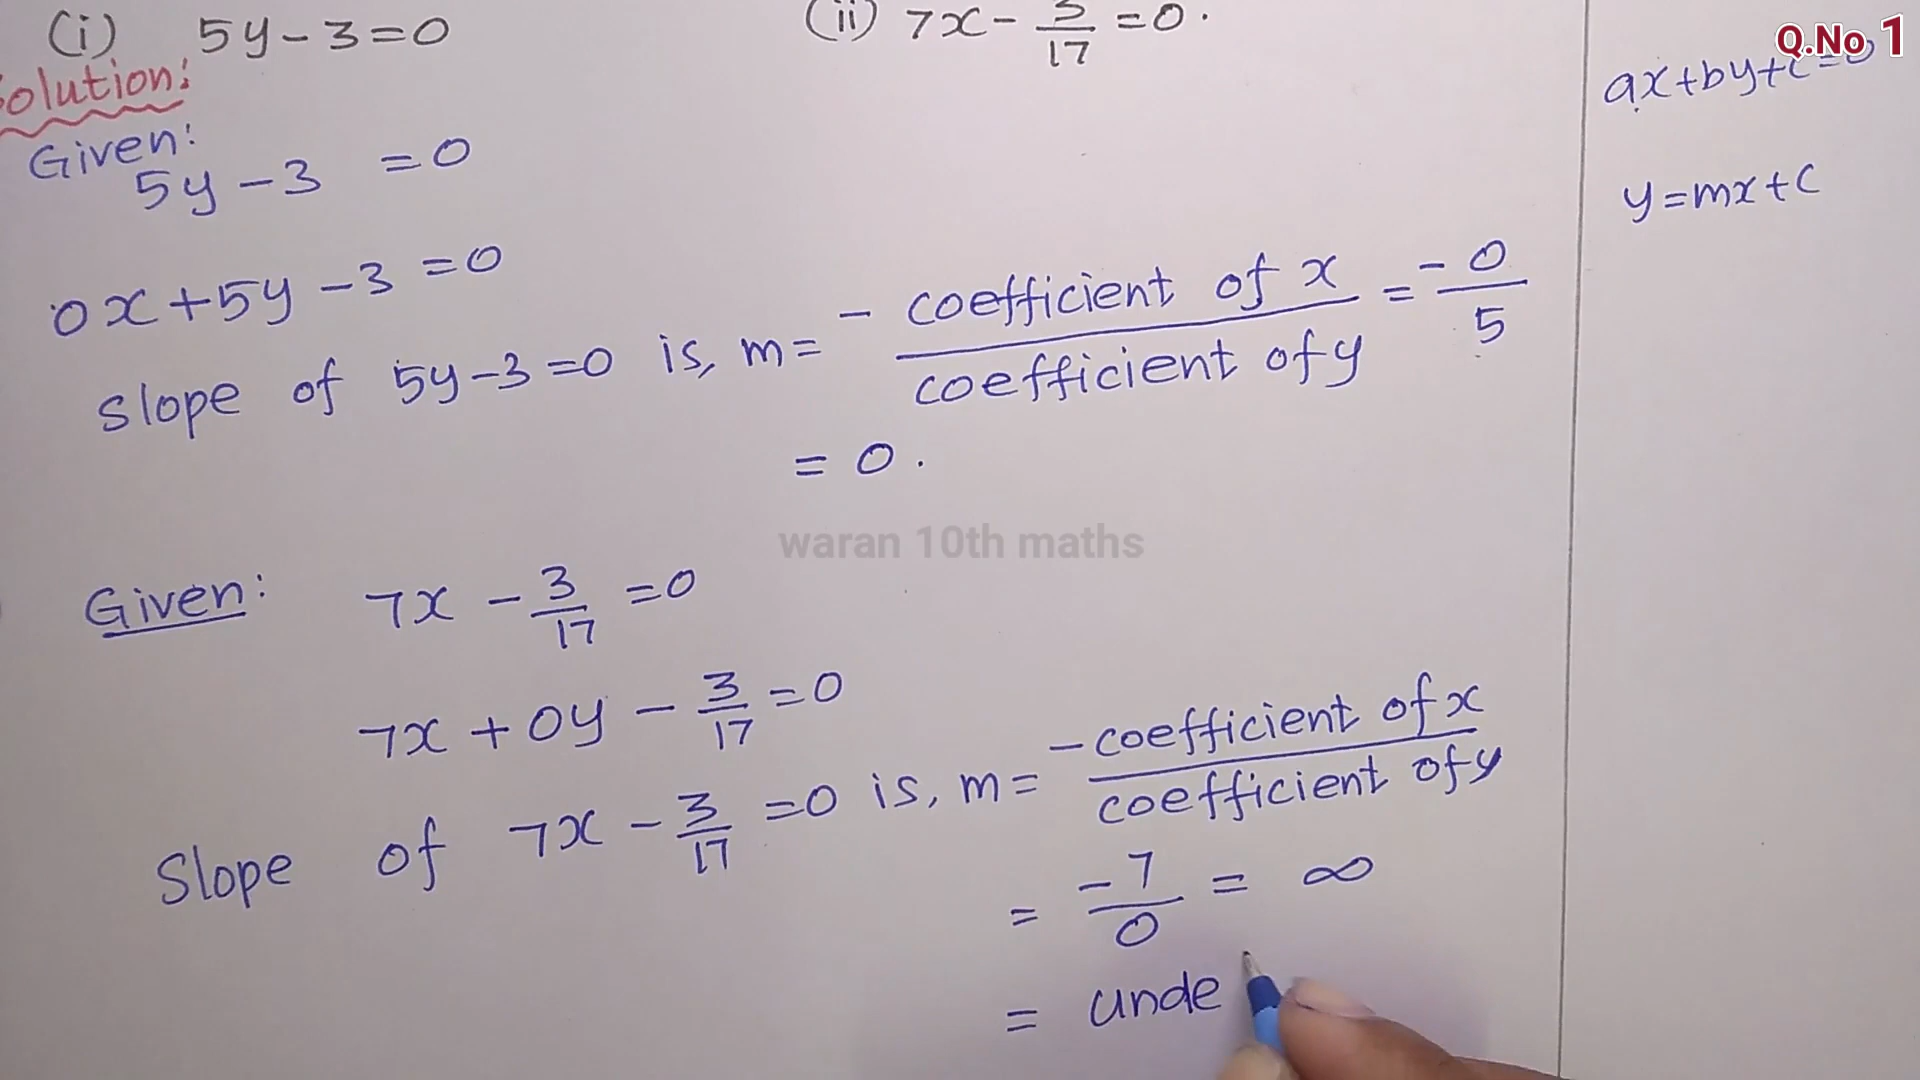 (i) 5y-3=0 (ii) 7x - 3/17 = 0.
Q.No 1
olution:
ax+by+c=0
Given:
5y-3 =0
y=mx+c
0x+5y-3=0
slope of 5y-3=0 is, m= - coefficient of x / coefficient of y = -0/5
= 0.
waran 10th maths
Given: 7x - 3/17 =0
7x + 0y - 3/17 =0
Slope of 7x - 3/17 =0 is, m= -coefficient of x / coefficient of y
= -7/0 = ∞
= unde